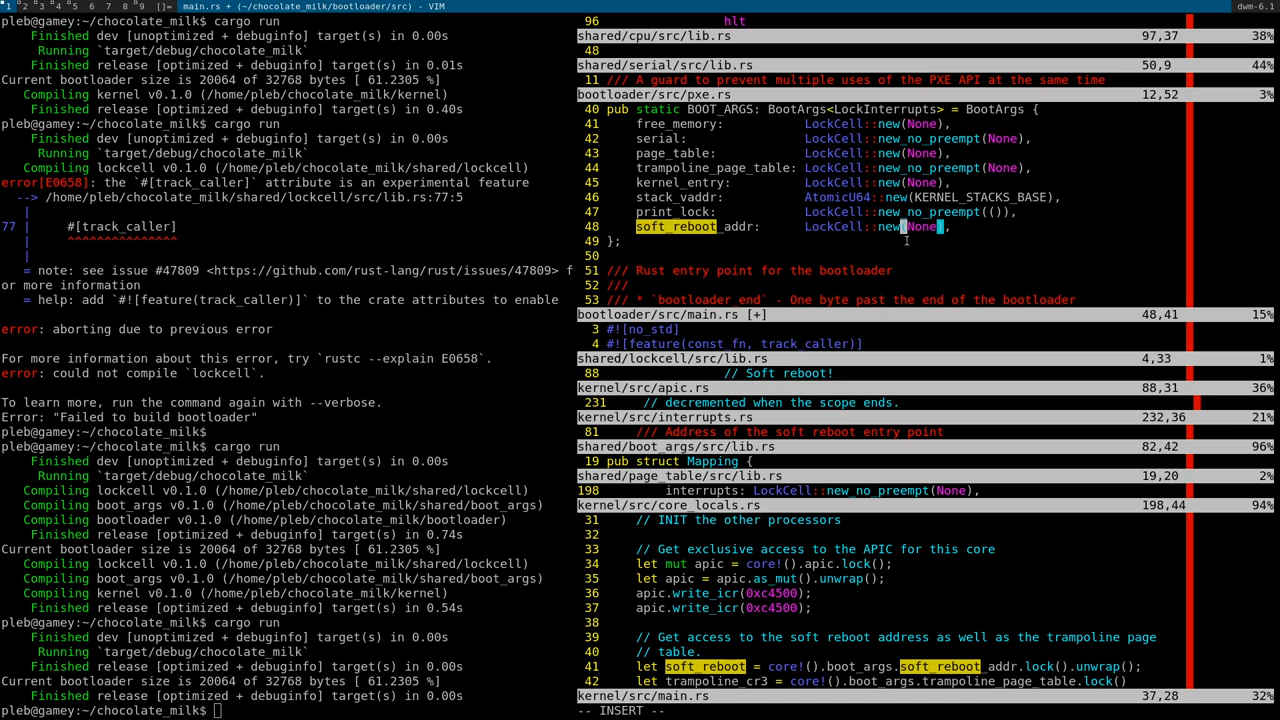 1 2 3 4 5 6 7 8 9 []= main.rs + (~/chocolate_milk/bootloader/src) - VIM dwm-6.1
pleb@gamey:~/chocolate_milk$ cargo run
Finished dev [unoptimized + debuginfo] target(s) in 0.00s
Running `target/debug/chocolate_milk`
Finished release [optimized + debuginfo] target(s) in 0.01s
Current bootloader size is 20064 of 32768 bytes [ 61.2305 %]
Compiling kernel v0.1.0 (/home/pleb/chocolate_milk/kernel)
Finished release [optimized + debuginfo] target(s) in 0.40s
pleb@gamey:~/chocolate_milk$ cargo run
Finished dev [unoptimized + debuginfo] target(s) in 0.00s
Running `target/debug/chocolate_milk`
Compiling lockcell v0.1.0 (/home/pleb/chocolate_milk/shared/lockcell)
error[E0658]: the `#[track_caller]` attribute is an experimental feature
--> /home/pleb/chocolate_milk/shared/lockcell/src/lib.rs:77:5
|
77 | #[track_caller]
| ^^^^^^^^^^^^^^^
|
= note: see issue #47809 <https://github.com/rust-lang/rust/issues/47809> f
or more information
= help: add `#![feature(track_caller)]` to the crate attributes to enable
error: aborting due to previous error
For more information about this error, try `rustc --explain E0658`.
error: could not compile `lockcell`.
To learn more, run the command again with --verbose.
Error: "Failed to build bootloader"
pleb@gamey:~/chocolate_milk$
pleb@gamey:~/chocolate_milk$ cargo run
Finished dev [unoptimized + debuginfo] target(s) in 0.00s
Running `target/debug/chocolate_milk`
Compiling lockcell v0.1.0 (/home/pleb/chocolate_milk/shared/lockcell)
Compiling boot_args v0.1.0 (/home/pleb/chocolate_milk/shared/boot_args)
Compiling bootloader v0.1.0 (/home/pleb/chocolate_milk/bootloader)
Finished release [optimized + debuginfo] target(s) in 0.74s
Current bootloader size is 20064 of 32768 bytes [ 61.2305 %]
Compiling lockcell v0.1.0 (/home/pleb/chocolate_milk/shared/lockcell)
Compiling boot_args v0.1.0 (/home/pleb/chocolate_milk/shared/boot_args)
Compiling kernel v0.1.0 (/home/pleb/chocolate_milk/kernel)
Finished release [optimized + debuginfo] target(s) in 0.54s
pleb@gamey:~/chocolate_milk$ cargo run
Finished dev [unoptimized + debuginfo] target(s) in 0.00s
Running `target/debug/chocolate_milk`
Finished release [optimized + debuginfo] target(s) in 0.00s
Current bootloader size is 20064 of 32768 bytes [ 61.2305 %]
Finished release [optimized + debuginfo] target(s) in 0.00s
pleb@gamey:~/chocolate_milk$
96 hlt
shared/cpu/src/lib.rs 97,37 38%
48
shared/serial/src/lib.rs 50,9 44%
11 /// A guard to prevent multiple uses of the PXE API at the same time
bootloader/src/pxe.rs 12,52 3%
40 pub static BOOT_ARGS: BootArgs<LockInterrupts> = BootArgs {
41 free_memory: LockCell::new(None),
42 serial: LockCell::new_no_preempt(None),
43 page_table: LockCell::new(None),
44 trampoline_page_table: LockCell::new_no_preempt(None),
45 kernel_entry: LockCell::new(None),
46 stack_vaddr: AtomicU64::new(KERNEL_STACKS_BASE),
47 print_lock: LockCell::new_no_preempt(()),
48 soft_reboot_addr: LockCell::new(None),
49 };
50
51 /// Rust entry point for the bootloader
52 ///
53 /// * `bootloader_end` - One byte past the end of the bootloader
bootloader/src/main.rs [+] 48,41 15%
3 #![no_std]
4 #![feature(const_fn, track_caller)]
shared/lockcell/src/lib.rs 4,33 1%
88 // Soft reboot!
kernel/src/apic.rs 88,31 36%
231 // decremented when the scope ends.
kernel/src/interrupts.rs 232,36 21%
81 /// Address of the soft reboot entry point
shared/boot_args/src/lib.rs 82,42 96%
19 pub struct Mapping {
shared/page_table/src/lib.rs 19,20 2%
198 interrupts: LockCell::new_no_preempt(None),
kernel/src/core_locals.rs 198,44 94%
31 // INIT the other processors
32
33 // Get exclusive access to the APIC for this core
34 let mut apic = core!().apic.lock();
35 let apic = apic.as_mut().unwrap();
36 apic.write_icr(0xc4500);
37 apic.write_icr(0xc4500);
38
39 // Get access to the soft reboot address as well as the trampoline page
40 // table.
41 let soft_reboot = core!().boot_args.soft_reboot_addr.lock().unwrap();
42 let trampoline_cr3 = core!().boot_args.trampoline_page_table.lock()
kernel/src/main.rs 37,28 32%
-- INSERT --